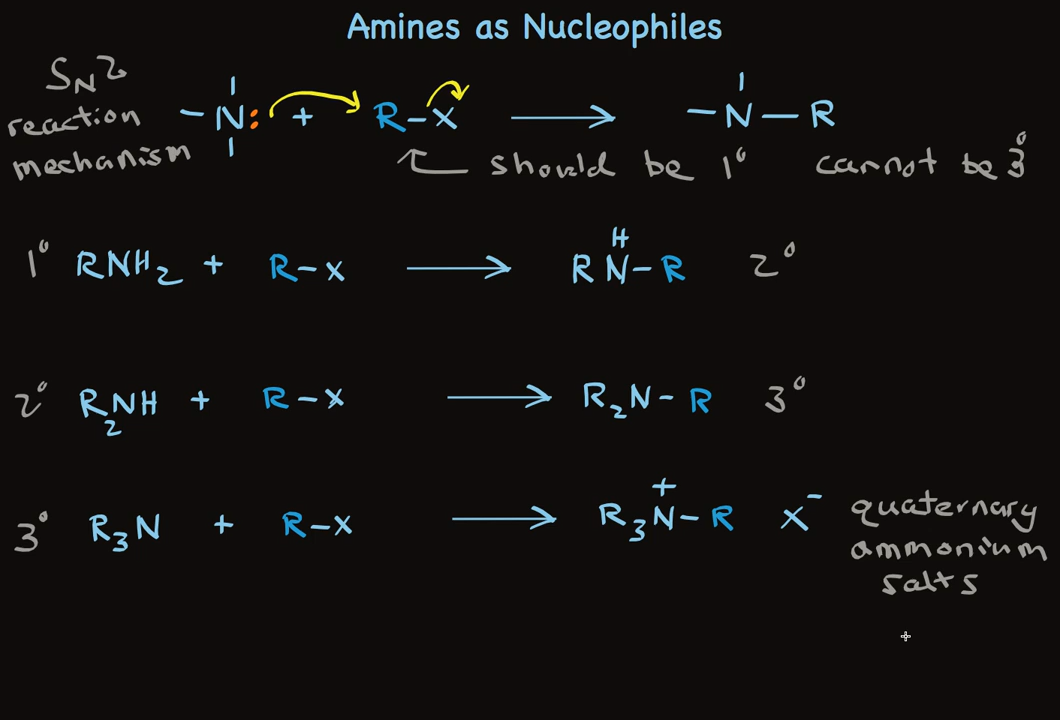 Amines as Nucleophiles
SN2
reaction
mechanism
– N : + R – X ⟶ – N – R
should be 1° cannot be 3°
1° RNH₂ + R – X ⟶ RN – R 2°
H
2° R₂NH + R – X ⟶ R₂N – R 3°
3° R₃N + R – X ⟶ R₃N – R X⁻ quaternary
+
ammonium
salts